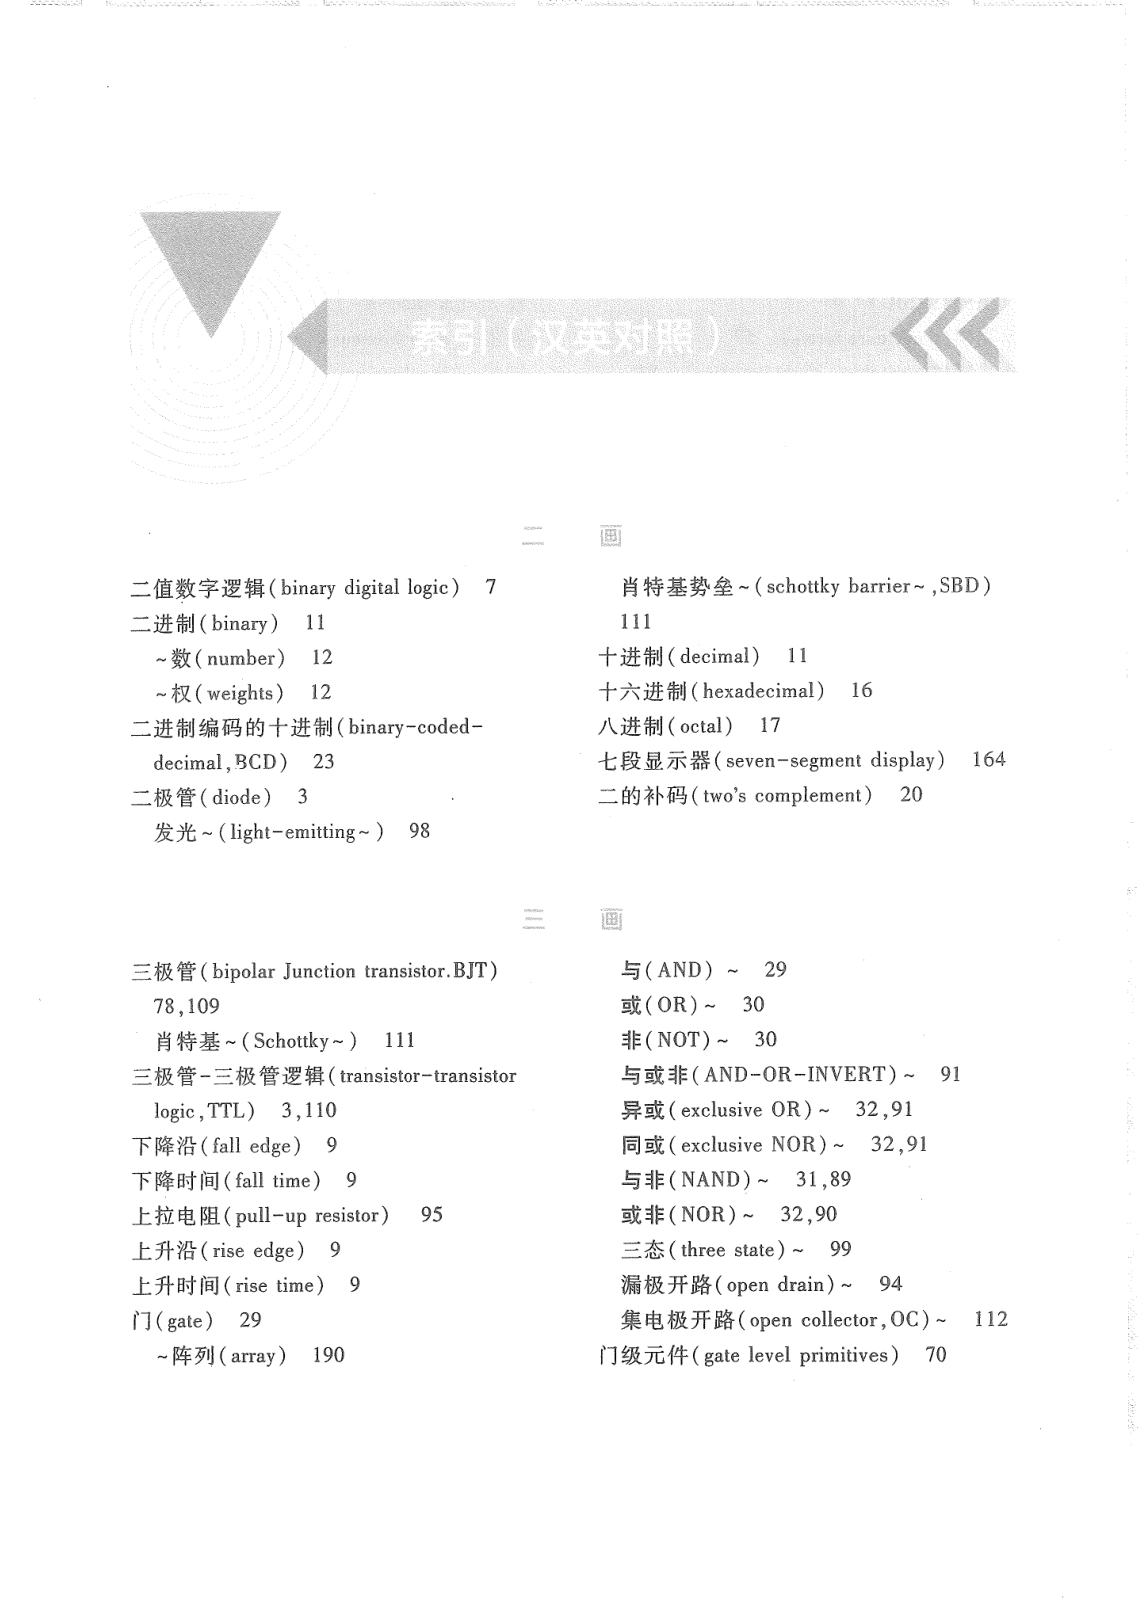 索引(汉英对照)
二 画
二值数字逻辑(binary digital logic) 7
二进制(binary) 11
~数(number) 12
~权(weights) 12
二进制编码的十进制(binary-coded-
decimal,BCD) 23
二极管(diode) 3
发光~(light-emitting~) 98
肖特基势垒~(schottky barrier~,SBD)
111
十进制(decimal) 11
十六进制(hexadecimal) 16
八进制(octal) 17
七段显示器(seven-segment display) 164
二的补码(two's complement) 20
三 画
三极管(bipolar Junction transistor.BJT)
78,109
肖特基~(Schottky~) 111
三极管-三极管逻辑(transistor-transistor
logic,TTL) 3,110
下降沿(fall edge) 9
下降时间(fall time) 9
上拉电阻(pull-up resistor) 95
上升沿(rise edge) 9
上升时间(rise time) 9
门(gate) 29
~阵列(array) 190
与(AND) ~ 29
或(OR)~ 30
非(NOT)~ 30
与或非(AND-OR-INVERT)~ 91
异或(exclusive OR)~ 32,91
同或(exclusive NOR)~ 32,91
与非(NAND)~ 31,89
或非(NOR)~ 32,90
三态(three state)~ 99
漏极开路(open drain)~ 94
集电极开路(open collector,OC)~ 112
门级元件(gate level primitives) 70